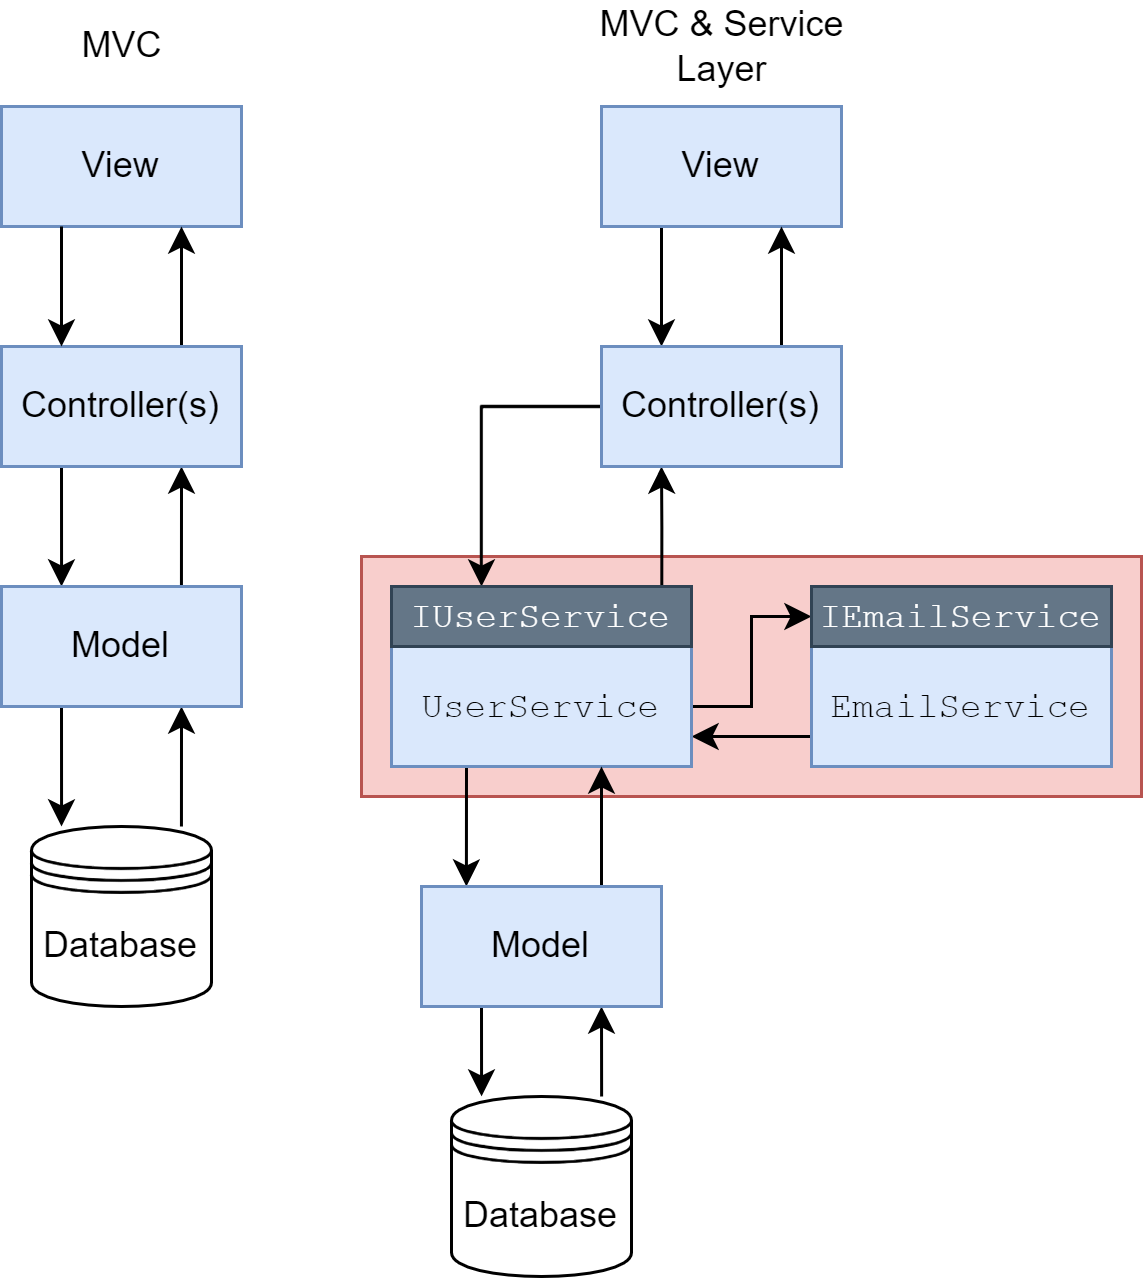 MVC
View
Controller(s)
Model
Database
MVC & Service
Layer
View
Controller(s)
IUserService
UserService
IEmailService
EmailService
Model
Database